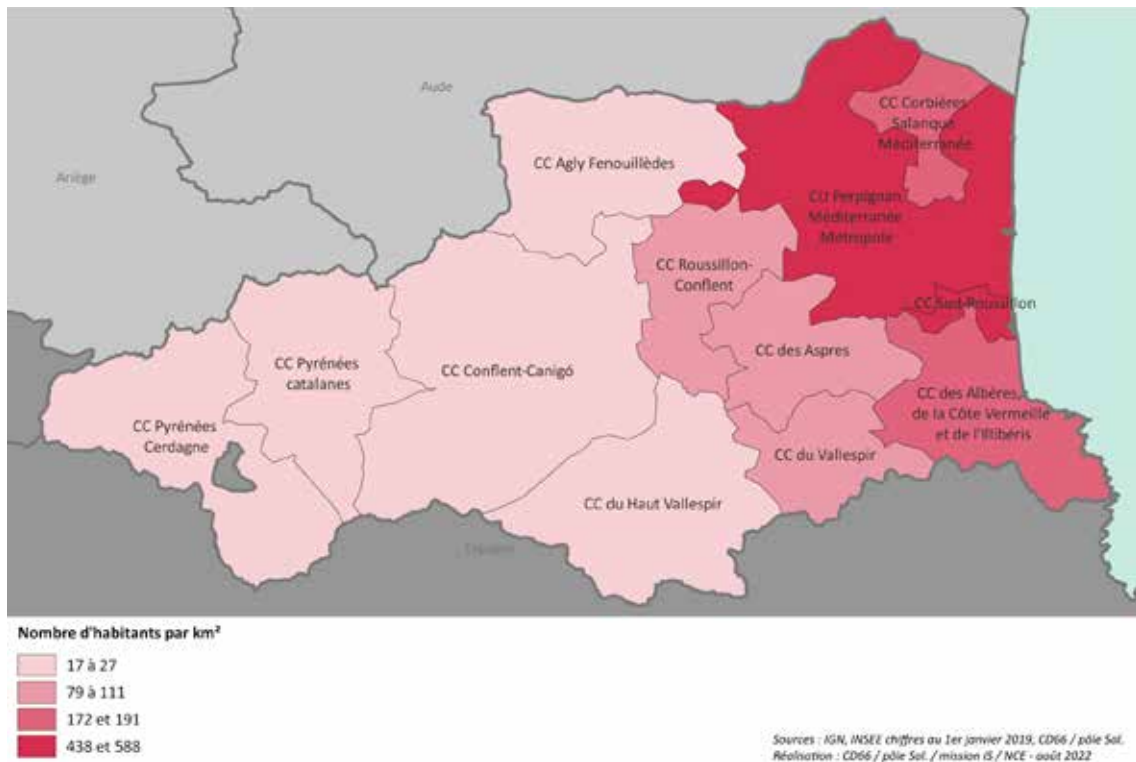 Aude
Ariège
CC Corbières
Salanque
Méditerranée
CC Agly Fenouillèdes
CU Perpignan
Méditerranée
Métropole
CC Roussillon-
Conflent
CC Sud-Roussillon
CC des Aspres
CC Pyrénées
catalanes
CC Conflent-Canigó
CC des Albères,
de la Côte Vermeille
et de l'Illibéris
CC Pyrénées
Cerdagne
CC du Vallespir
CC du Haut Vallespir
Nombre d'habitants par km²
17 à 27
79 à 111
172 et 191
438 et 588
Sources : IGN, INSEE chiffres au 1er janvier 2019, CD66 / pôle Sol.
Réalisation : CD66 / pôle Sol. / mission IS / NCE - août 2022